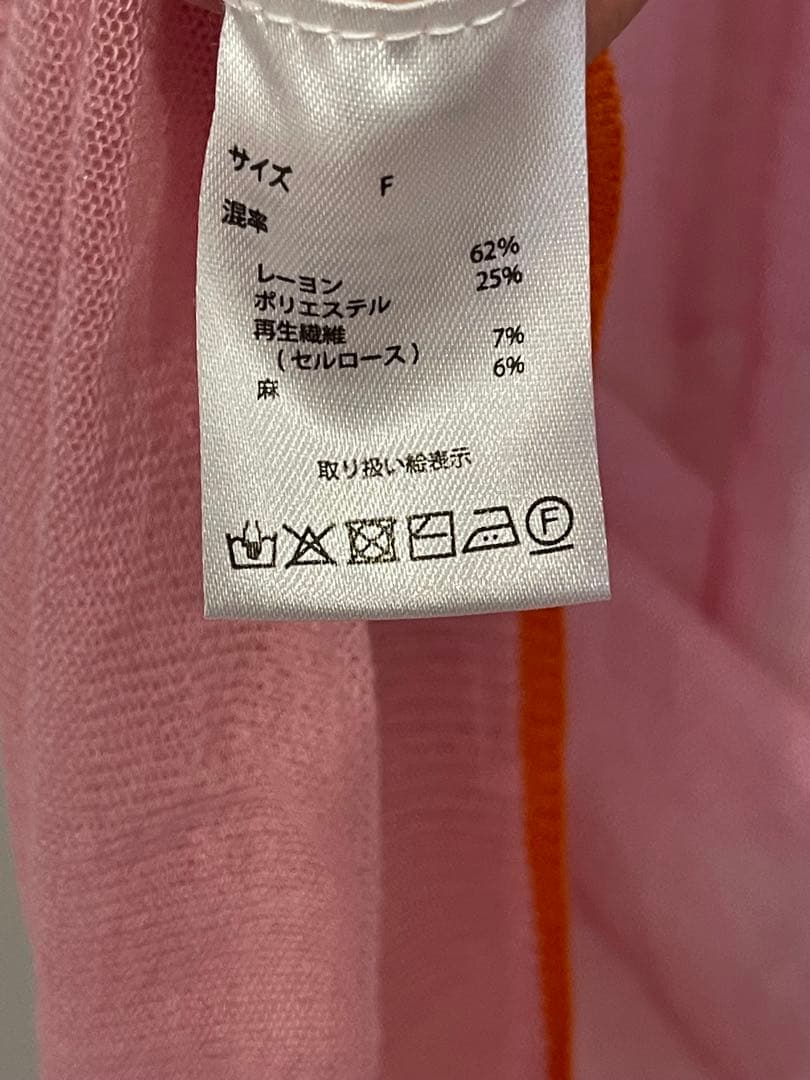 サイズ F
混率
レーヨン 62%
ポリエステル 25%
再生繊維
(セルロース) 7%
麻 6%
取り扱い絵表示
F